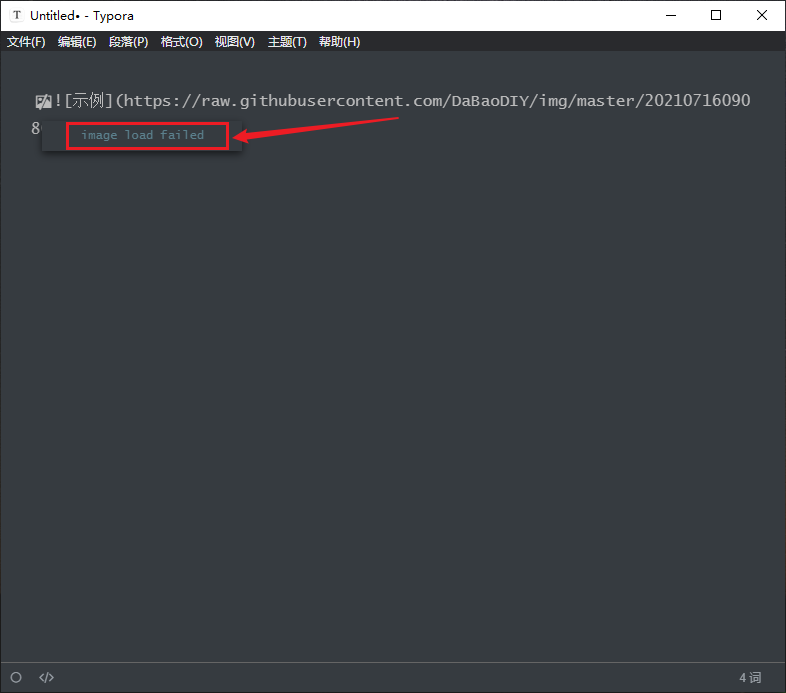 T Untitled• - Typora
文件(F) 编辑(E) 段落(P) 格式(O) 视图(V) 主题(T) 帮助(H)
![示例](https://raw.githubusercontent.com/DaBaoDIY/img/master/20210716090
8
image load failed
</> 4 词